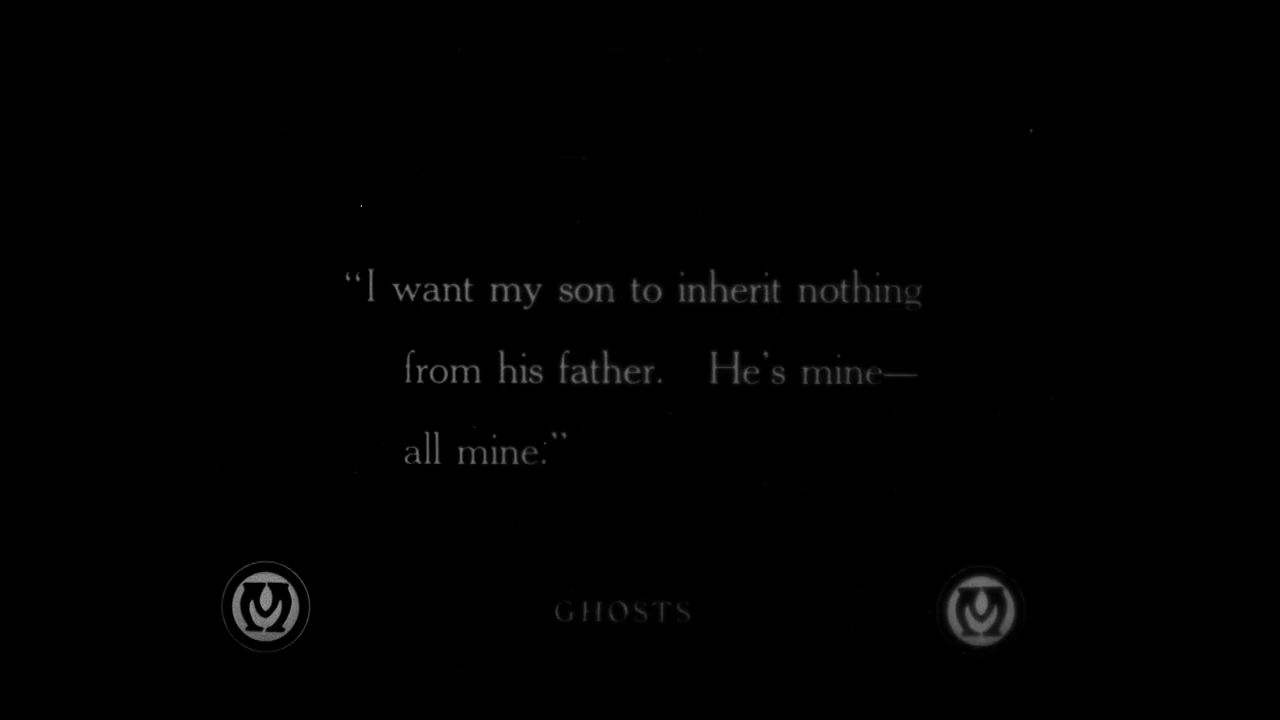 “I want my son to inherit nothing
from his father. He's mine—
all mine.”
GHOSTS